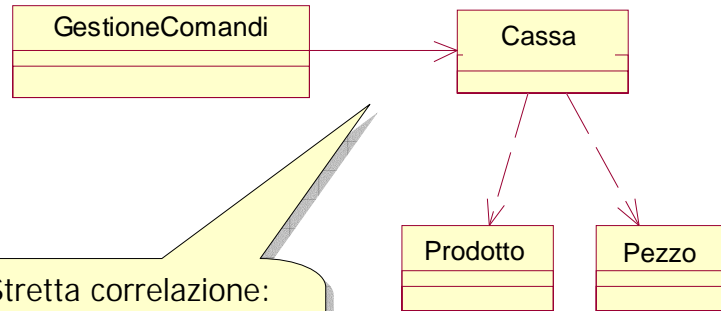 GestioneComandi
Cassa
Prodotto
Pezzo
Stretta correlazione: